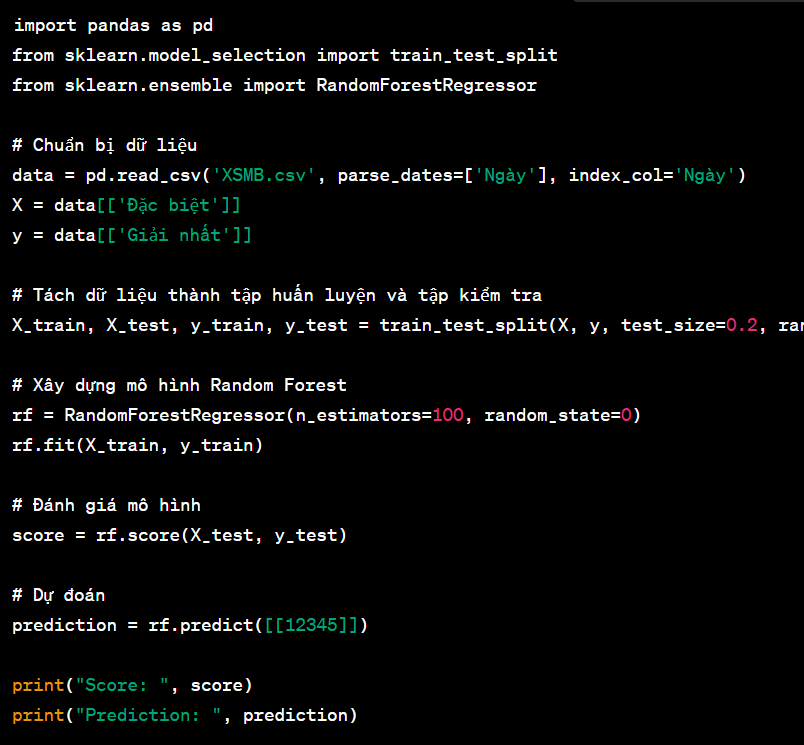 import pandas as pd
from sklearn.model_selection import train_test_split
from sklearn.ensemble import RandomForestRegressor
# Chuẩn bị dữ liệu
data = pd.read_csv('XSMB.csv', parse_dates=['Ngày'], index_col='Ngày')
X = data[['Đặc biệt']]
y = data[['Giải nhất']]
# Tách dữ liệu thành tập huấn luyện và tập kiểm tra
X_train, X_test, y_train, y_test = train_test_split(X, y, test_size=0.2,
# Xây dựng mô hình Random Forest
rf = RandomForestRegressor(n_estimators=100, random_state=0)
rf.fit(X_train, y_train)
# Đánh giá mô hình
score = rf.score(X_test, y_test)
# Dự đoán
prediction = rf.predict([[12345]])
print("Score: ", score)
print("Prediction: ", prediction)